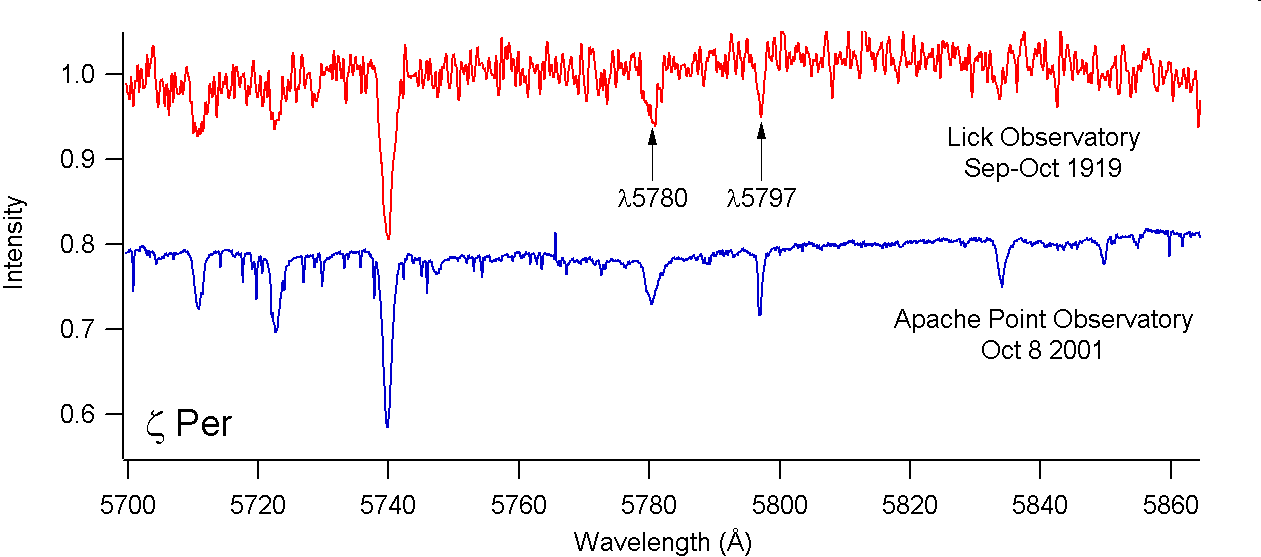 1.0
0.9
0.8
0.7
0.6
Intensity
Lick Observatory
Sep-Oct 1919
λ5780
λ5797
Apache Point Observatory
Oct 8 2001
ζ Per
5700
5720
5740
5760
5780
5800
5820
5840
5860
Wavelength (Å)